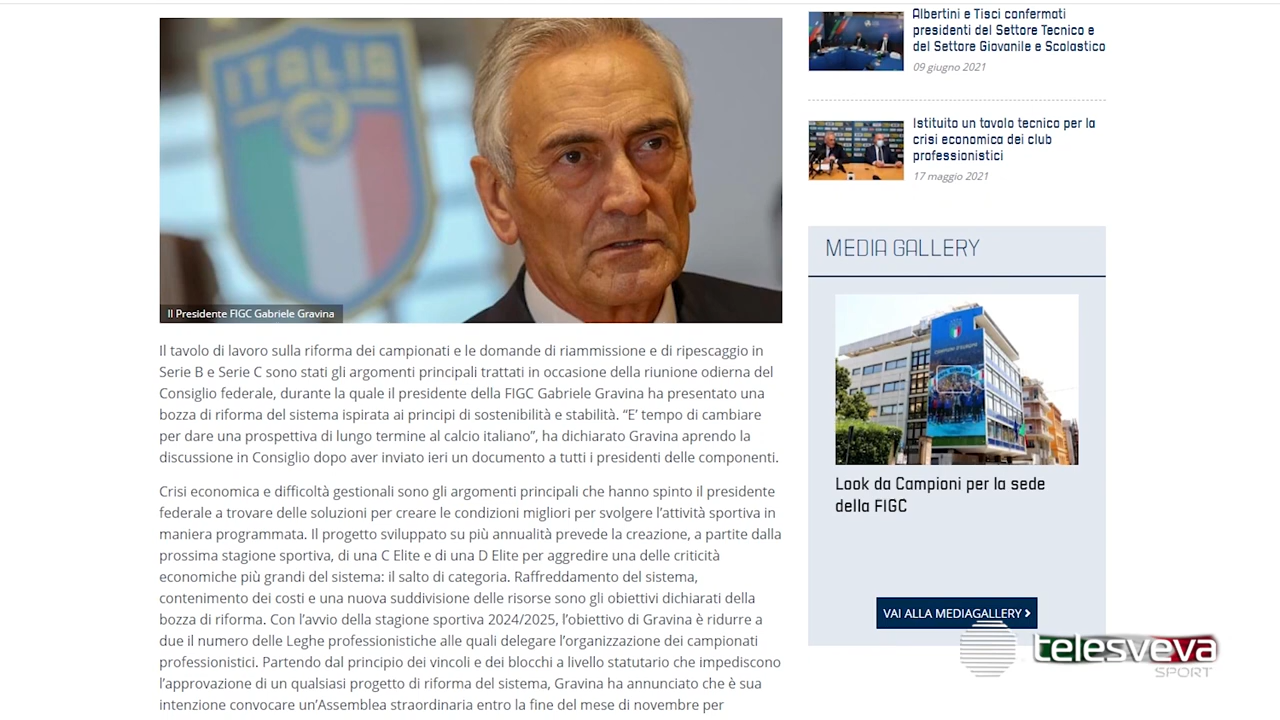 ITALIA
Il Presidente FIGC Gabriele Gravina
Il tavolo di lavoro sulla riforma dei campionati e le domande di riammissione e di ripescaggio in
Serie B e Serie C sono stati gli argomenti principali trattati in occasione della riunione odierna del
Consiglio federale, durante la quale il presidente della FIGC Gabriele Gravina ha presentato una
bozza di riforma del sistema ispirata ai principi di sostenibilità e stabilità. “E’ tempo di cambiare
per dare una prospettiva di lungo termine al calcio italiano”, ha dichiarato Gravina aprendo la
discussione in Consiglio dopo aver inviato ieri un documento a tutti i presidenti delle componenti.
Crisi economica e difficoltà gestionali sono gli argomenti principali che hanno spinto il presidente
federale a trovare delle soluzioni per creare le condizioni migliori per svolgere l’attività sportiva in
maniera programmata. Il progetto sviluppato su più annualità prevede la creazione, a partite dalla
prossima stagione sportiva, di una C Elite e di una D Elite per aggredire una delle criticità
economiche più grandi del sistema: il salto di categoria. Raffreddamento del sistema,
contenimento dei costi e una nuova suddivisione delle risorse sono gli obiettivi dichiarati della
bozza di riforma. Con l’avvio della stagione sportiva 2024/2025, l’obiettivo di Gravina è ridurre a
due il numero delle Leghe professionistiche alle quali delegare l’organizzazione dei campionati
professionistici. Partendo dal principio dei vincoli e dei blocchi a livello statutario che impediscono
l’approvazione di un qualsiasi progetto di riforma del sistema, Gravina ha annunciato che è sua
intenzione convocare un’Assemblea straordinaria entro la fine del mese di novembre per
Albertini e Tisci confermati
presidenti del Settore Tecnico e
del Settore Giovanile e Scolastico
09 giugno 2021
Istituito un tavolo tecnico per la
crisi economica dei club
professionistici
17 maggio 2021
MEDIA GALLERY
Look da Campioni per la sede
della FIGC
VAI ALLA MEDIAGALLERY
telesveva
SPORT